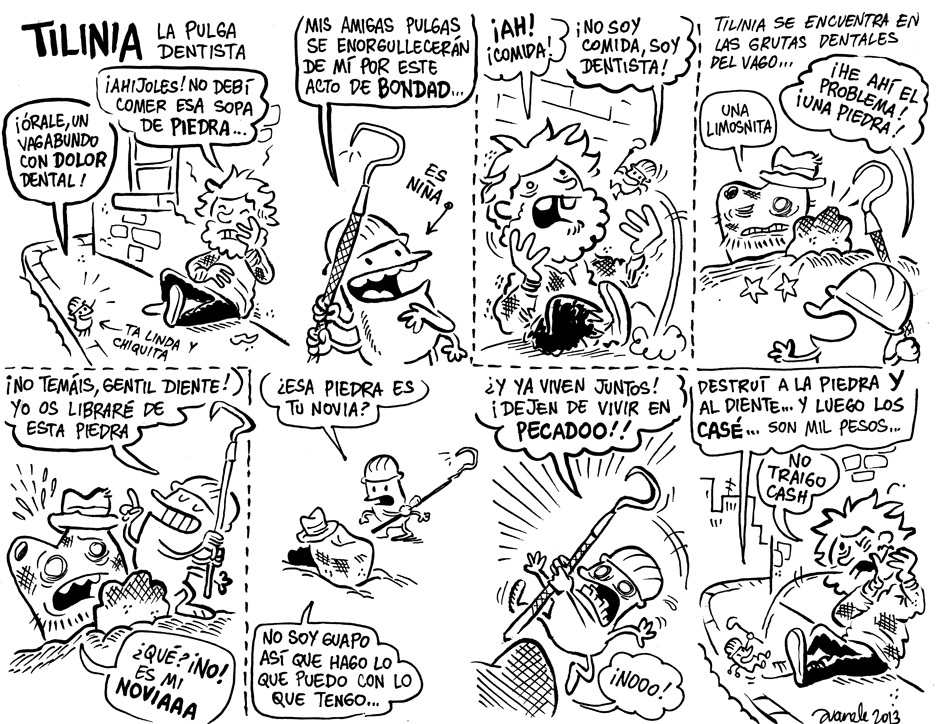 TILINIA LA PULGA
DENTISTA
¡AHIJOLES! NO DEBÍ
COMER ESA SOPA
DE PIEDRA...
¡ÓRALE, UN
VAGABUNDO
CON DOLOR
DENTAL!
TA LINDA Y
CHIQUITA
MIS AMIGAS PULGAS
SE ENORGULLECERÁN
DE MÍ POR ESTE
ACTO DE BONDAD...
ES
NIÑA
¡AH!
¡COMIDA!
¡NO SOY
COMIDA, SOY
DENTISTA!
TILINIA SE ENCUENTRA EN
LAS GRUTAS DENTALES
DEL VAGO...
UNA
LIMOSNITA
¡HE AHÍ EL
PROBLEMA!
¡UNA PIEDRA!
¡NO TEMÁIS, GENTIL DIENTE!
YO OS LIBRARÉ DE
ESTA PIEDRA
¿QUÉ? ¡NO!
ES MI
NOVIAAA
¿ESA PIEDRA ES
TU NOVIA?
NO SOY GUAPO
ASÍ QUE HAGO LO
QUE PUEDO CON LO
QUE TENGO...
¿Y YA VIVEN JUNTOS!
¡DEJEN DE VIVIR EN
PECADOO!!
¡NOOO!
DESTRUÍ A LA PIEDRA Y
AL DIENTE... Y LUEGO LOS
CASÉ... SON MIL PESOS...
NO
TRAIGO
CASH
Juanele 2013